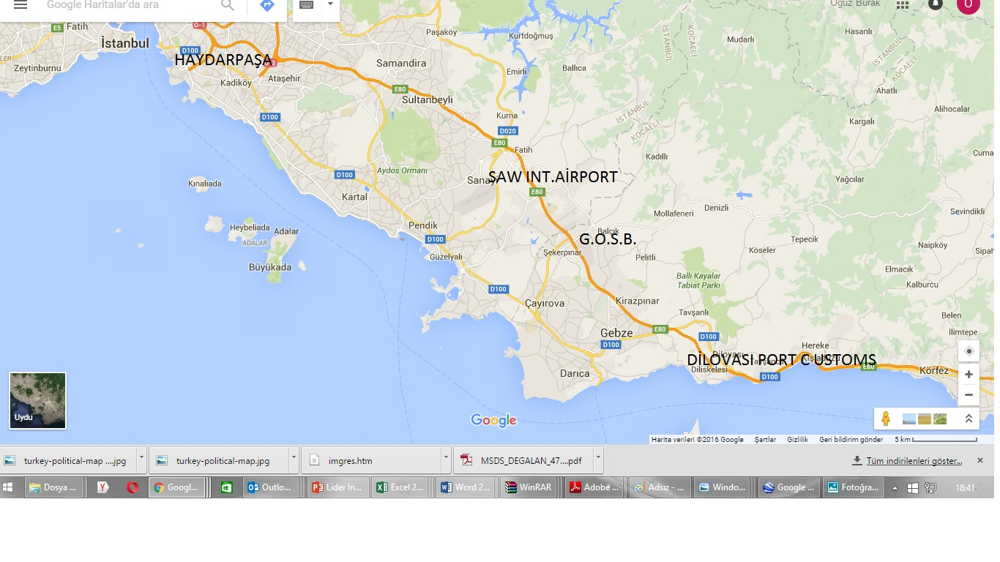 Google Haritalar'da ara
Oğuz Burak
O
O-1
E5 Fatih
İstanbul
D100
HAYDARPAŞA
Zeytinburnu
Kadıköy
Ataşehir
Paşaköy
Kurtdoğmuş
Samandıra
Emirli
Ballıca
Mudarlı
Hasanlı
İSTANBUL
KOCAELİ
İSTANBUL
KOCAELİ
Ahatlı
E80
Sultanbeyli
D100
Kurna
D020
E80
Fatih
İSTANBUL
KOCAELİ
Alihocalar
Kargalı
Kadıllı
Cuma
Yağcılar
Aydos Ormanı
D100
Sanayi
ŞAW INT.AİRPORT
E80
Kınalıada
Kartal
Mollafeneri
Denizli
Sevindikli
Heybeliada
Adalar
ADALAR
Büyükada
Pendik
D100
Güzelyalı
Balçık
G.O.S.B.
Şekerpınar
Pelitli
Tepecik
Köseler
Naipköy
Sipah
Elmacık
Kalburcu
Ballı Kayalar
Tabiat Parkı
D100
Çayırova
Kirazpınar
Tavşanlı
Belen
İlimtepe
Gebze
D100
E80
D100
Hereke
Dilovası
DİLOVASI PORT CUSTOMS
Diliskelesi
D100
E80
Körfez
Darıca
Uydu
Google
Harita verileri ©2016 Google Şartlar Gizlilik Geri bildirim gönder 5 km
turkey-political-map ....jpg
turkey-political-map.jpg
imgres.htm
MSDS_DEGALAN_47....pdf
Tüm indirilenleri göster...
Dosya ...
Googl...
Outlo...
Lider In...
Excel 2...
Word 2...
WinRAR
Adobe ...
Adsız - ...
Windo...
Google ...
Fotoğra...
18:41